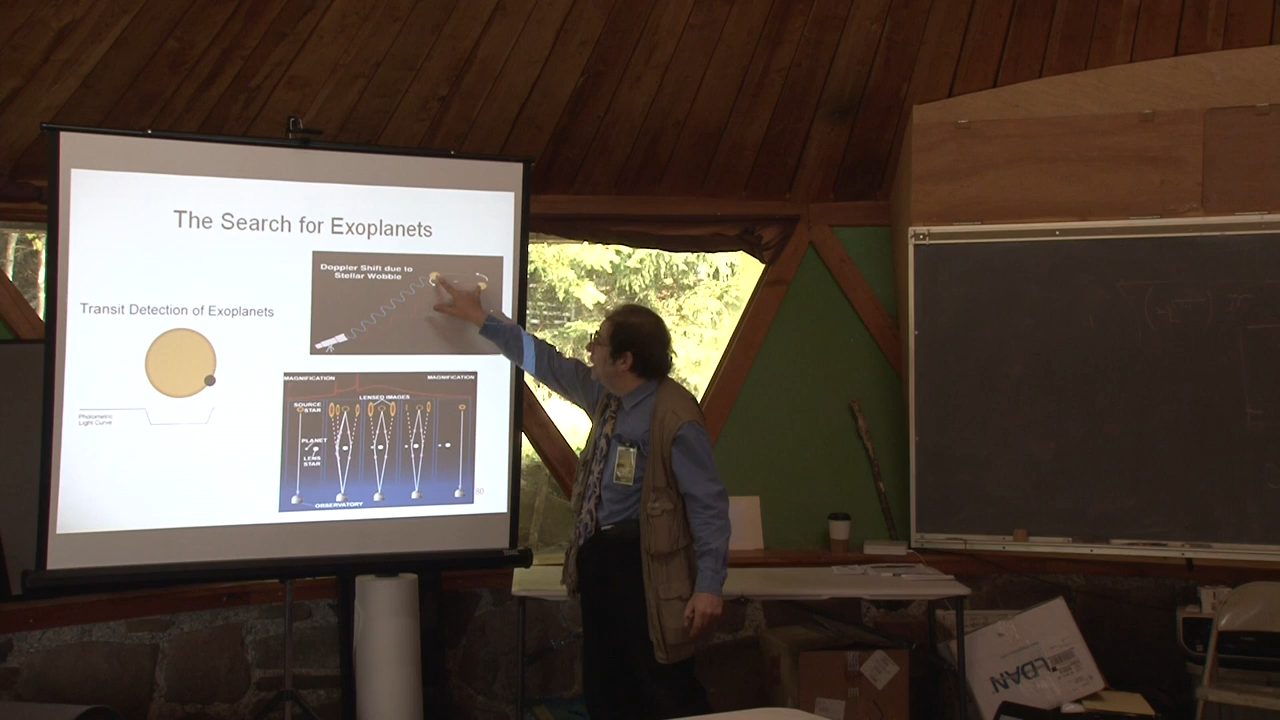 The Search for Exoplanets
Doppler Shift due to
Stellar Wobble
Transit Detection of Exoplanets
Photometric
Light Curve
MAGNIFICATION
MAGNIFICATION
LENSED IMAGES
SOURCE
STAR
PLANET
LENS
STAR
OBSERVATORY
80